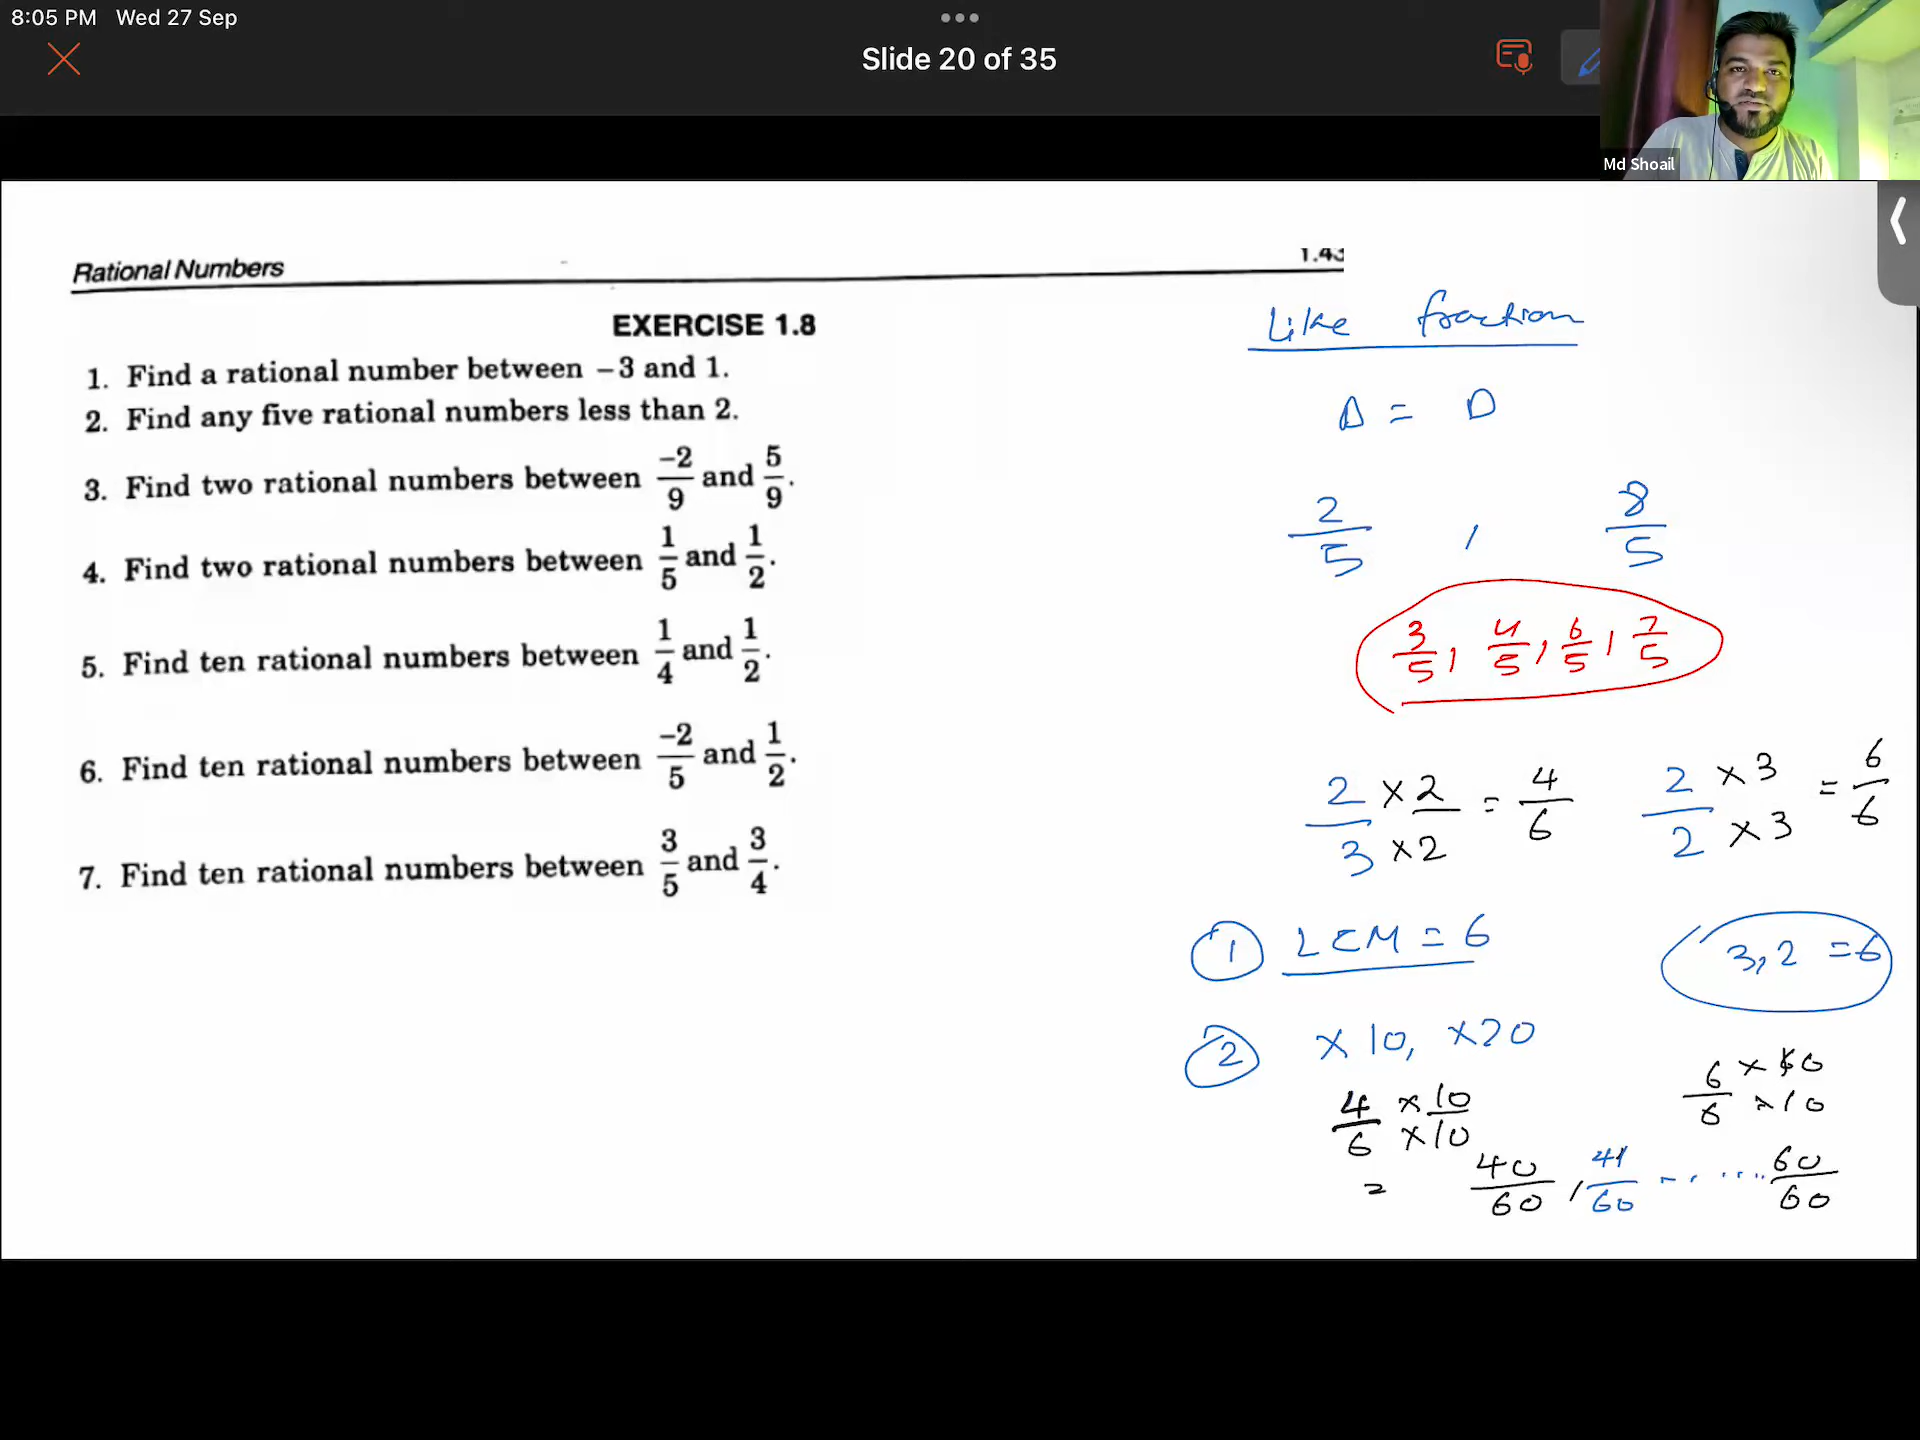 8:05 PM Wed 27 Sep
Slide 20 of 35
Md Shoail
Rational Numbers
EXERCISE 1.8
1. Find a rational number between −3 and 1.
2. Find any five rational numbers less than 2.
3. Find two rational numbers between -2/9 and 5/9.
4. Find two rational numbers between 1/5 and 1/2.
5. Find ten rational numbers between 1/4 and 1/2.
6. Find ten rational numbers between -2/5 and 1/2.
7. Find ten rational numbers between 3/5 and 3/4.
Like fraction
D = D
2/5 , 8/5
3/5, 4/5, 6/5, 7/5
2/3 ×2/×2 = 4/6 2/2 ×3/×3 = 6/6
1 LCM = 6 3,2 = 6
2 ×10, ×20
4/6 ×10/×10 6/6 ×10/×10
= 40/60, 41/60 ...... 60/60